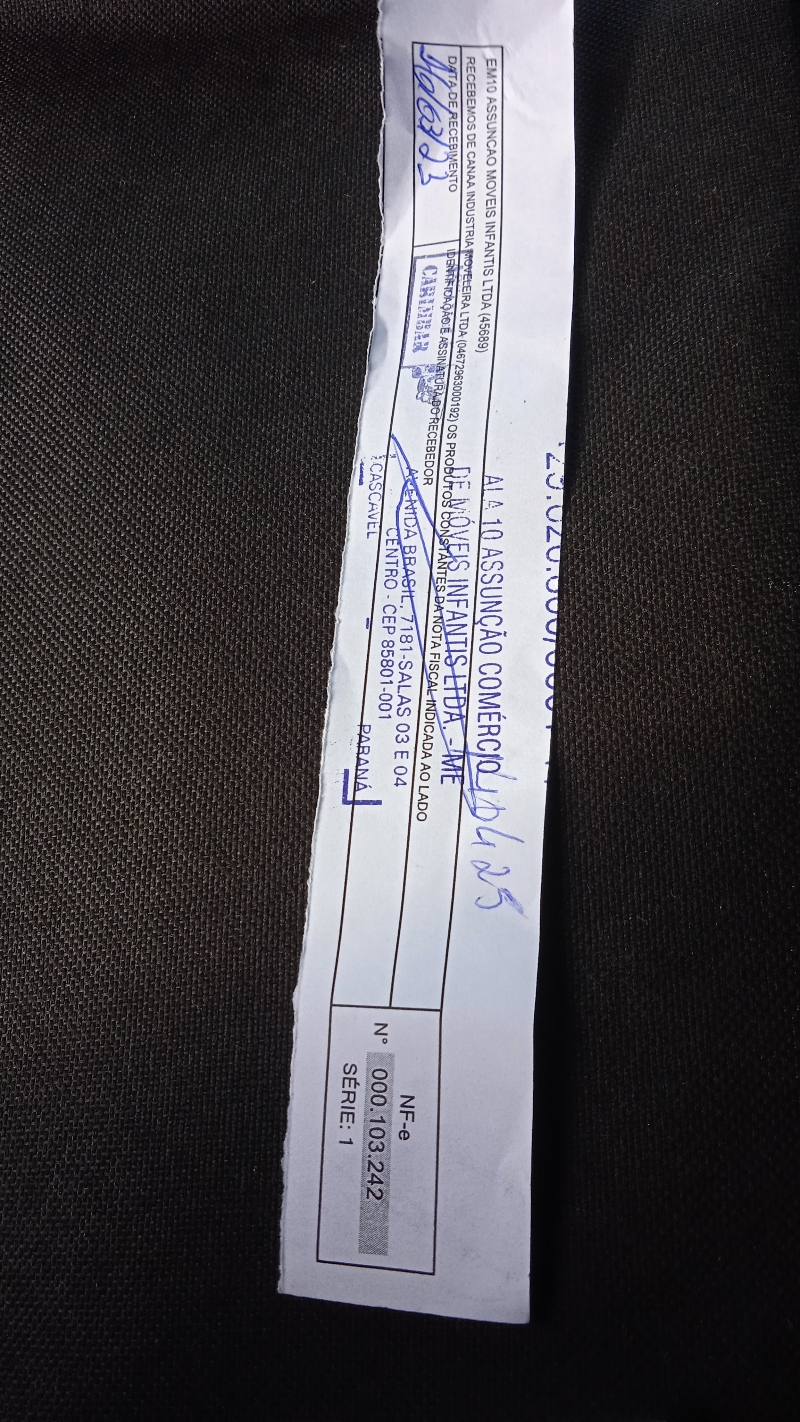 EM10 ASSUNCAO MOVEIS INFANTIS LTDA (45689)
RECEBEMOS DE CANAA INDUSTRIA MOVELEIRA LTDA (04672963000192) OS PRODUTOS CONSTANTES DA NOTA FISCAL INDICADA AO LADO
DATA DE RECEBIMENTO
IDENTIFICAÇÃO E ASSINATURA DO RECEBEDOR
ALA 10 ASSUNÇÃO COMÉRCIO
DE MÓVEIS INFANTIS LTDA - ME
AVENIDA BRASIL, 7181-SALAS 03 E 04
CENTRO - CEP 85801-001
CASCAVEL - PARANÁ
NF-e
N° 000.103.242
SÉRIE: 1